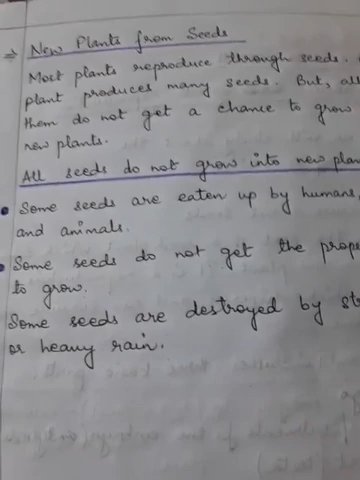 ⇒ New Plants from Seeds
Most plants reproduce through seeds.
plant produces many seeds. But, all
them do not get a chance to grow
new plants.
All seeds do not grow into new plan
• Some seeds are eaten up by humans,
and animals.
• Some seeds do not get the prope
to grow.
Some seeds are destroyed by st
or heavy rain.